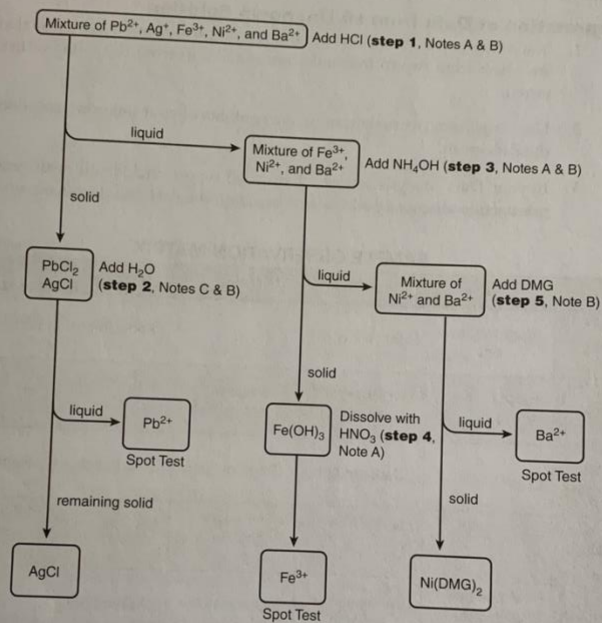 Mixture of Pb²⁺, Ag⁺, Fe³⁺, Ni²⁺, and Ba²⁺
Add HCl (step 1, Notes A & B)
liquid
Mixture of Fe³⁺,
Ni²⁺, and Ba²⁺
Add NH₄OH (step 3, Notes A & B)
solid
PbCl₂
AgCl
Add H₂O
(step 2, Notes C & B)
liquid
Mixture of
Ni²⁺ and Ba²⁺
Add DMG
(step 5, Note B)
solid
liquid
Pb²⁺
Spot Test
Fe(OH)₃
Dissolve with
HNO₃ (step 4,
Note A)
liquid
Ba²⁺
Spot Test
remaining solid
solid
AgCl
Fe³⁺
Spot Test
Ni(DMG)₂